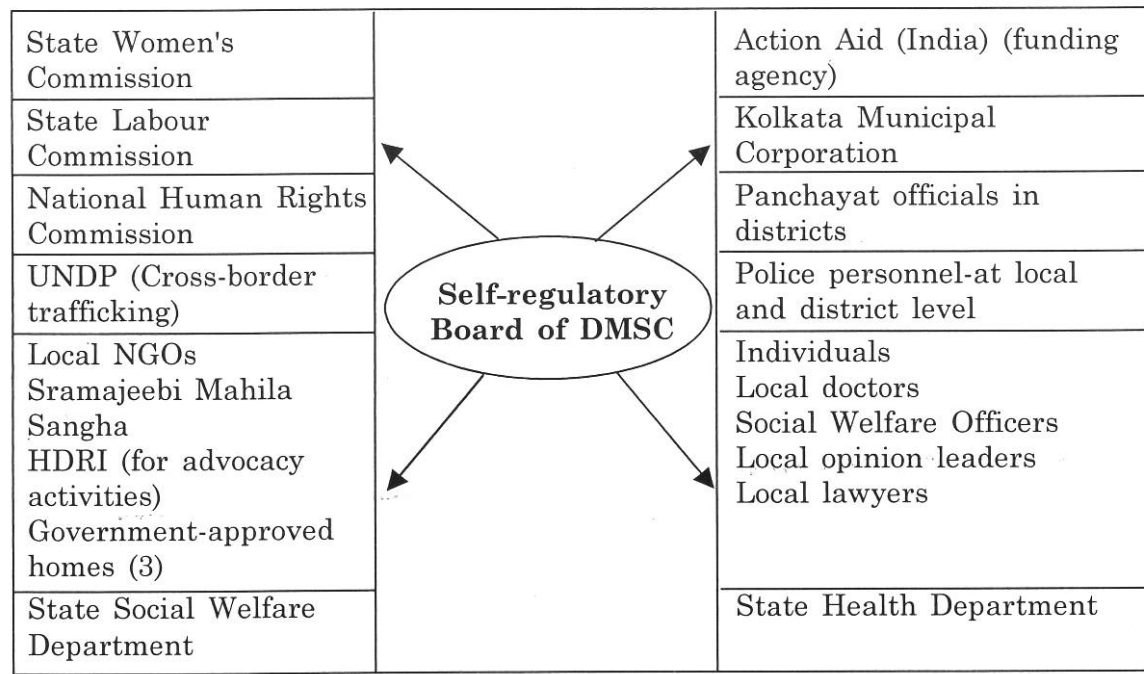 State Women's
Commission
State Labour
Commission
National Human Rights
Commission
UNDP (Cross-border
trafficking)
Local NGOs
Sramajeebi Mahila
Sangha
HDRI (for advocacy
activities)
Government-approved
homes (3)
State Social Welfare
Department
Self-regulatory
Board of DMSC
Action Aid (India) (funding
agency)
Kolkata Municipal
Corporation
Panchayat officials in
districts
Police personnel-at local
and district level
Individuals
Local doctors
Social Welfare Officers
Local opinion leaders
Local lawyers
State Health Department